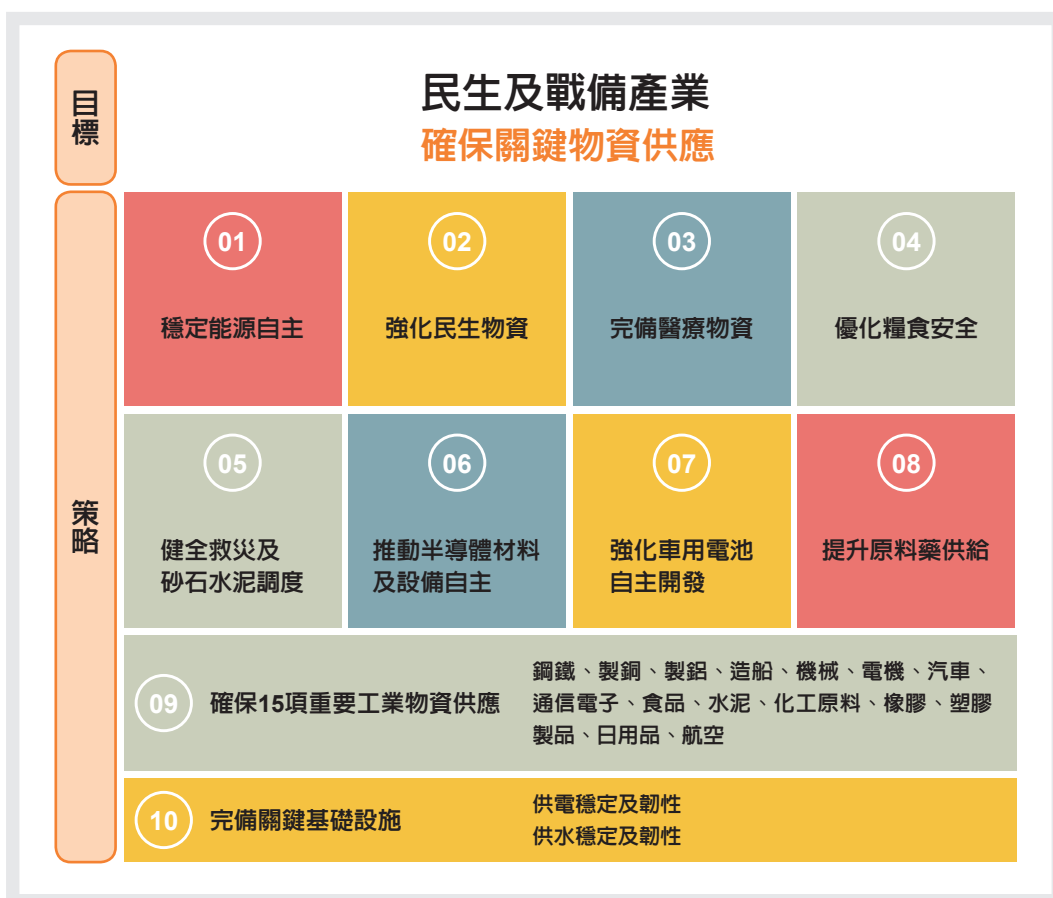 目標
民生及戰備產業
確保關鍵物資供應
策略
01
穩定能源自主
02
強化民生物資
03
完備醫療物資
04
優化糧食安全
05
健全救災及
砂石水泥調度
06
推動半導體材料
及設備自主
07
強化車用電池
自主開發
08
提升原料藥供給
09
確保15項重要工業物資供應
鋼鐵、製銅、製鋁、造船、機械、電機、汽車、
通信電子、食品、水泥、化工原料、橡膠、塑膠
製品、日用品、航空
10
完備關鍵基礎設施
供電穩定及韌性
供水穩定及韌性